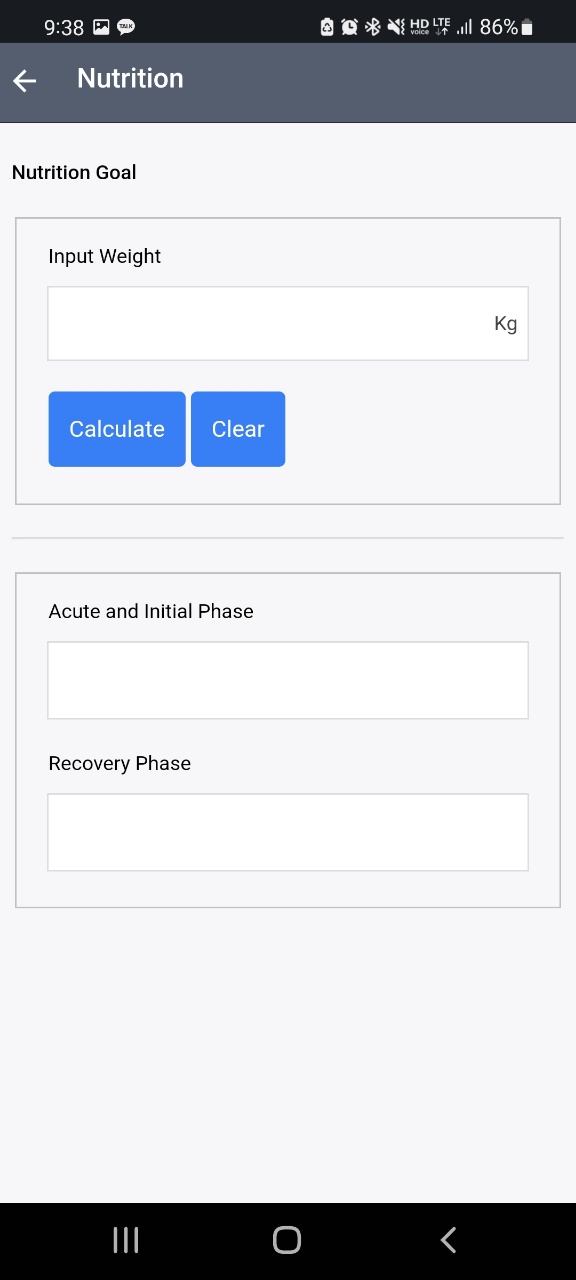 9:38 TALK HD voice LTE 86%
Nutrition
Nutrition Goal
Input Weight
Kg
Calculate Clear
Acute and Initial Phase
Recovery Phase